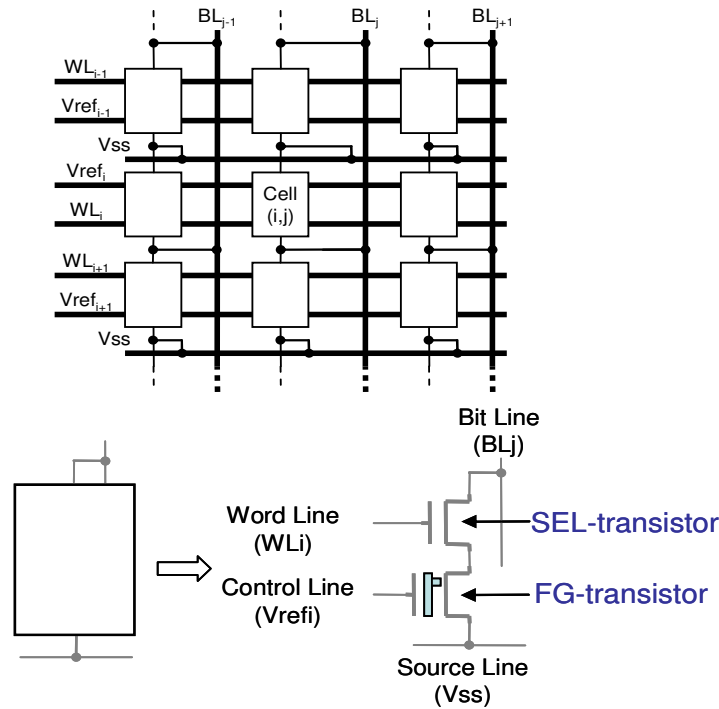 BLj-1 BLj BLj+1
WLi-1
Vrefi-1
Vss
Vrefi
Cell
(i,j)
WLi
WLi+1
Vrefi+1
Vss
Bit Line
(BLj)
Word Line
(WLi)
SEL-transistor
Control Line
(Vrefi)
FG-transistor
Source Line
(Vss)